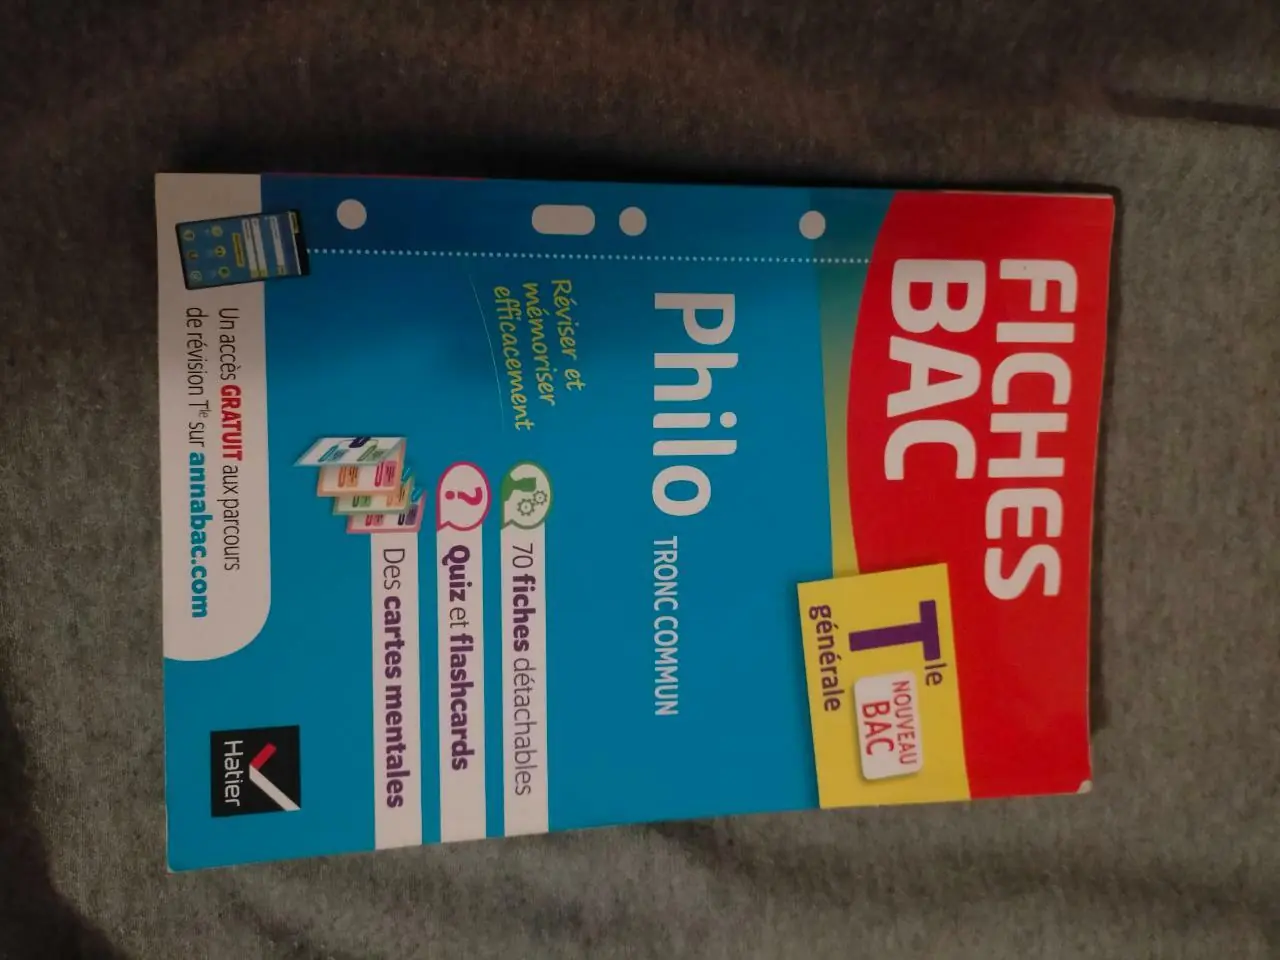 FICHES
BAC
Tle
générale
NOUVEAU
BAC
Philo TRONC COMMUN
Réviser et
mémoriser
efficacement
70 fiches détachables
?
Quiz et flashcards
Des cartes mentales
Un accès GRATUIT aux parcours
de révision Tle sur annabac.com
Hatier